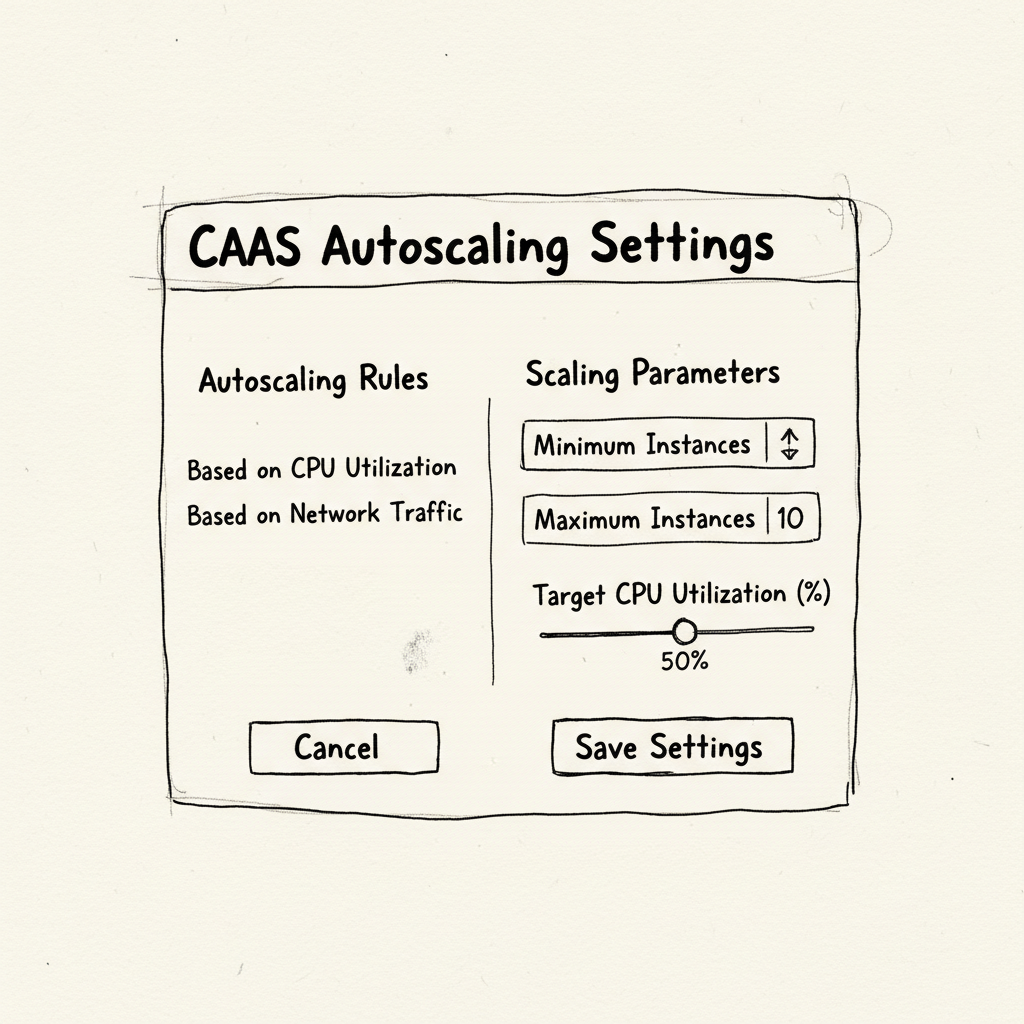 CAAS Autoscaling Settings
Autoscaling Rules
Based on CPU Utilization
Based on Network Traffic
Scaling Parameters
Minimum Instances
Maximum Instances 10
Target CPU Utilization (%)
50%
Cancel
Save Settings